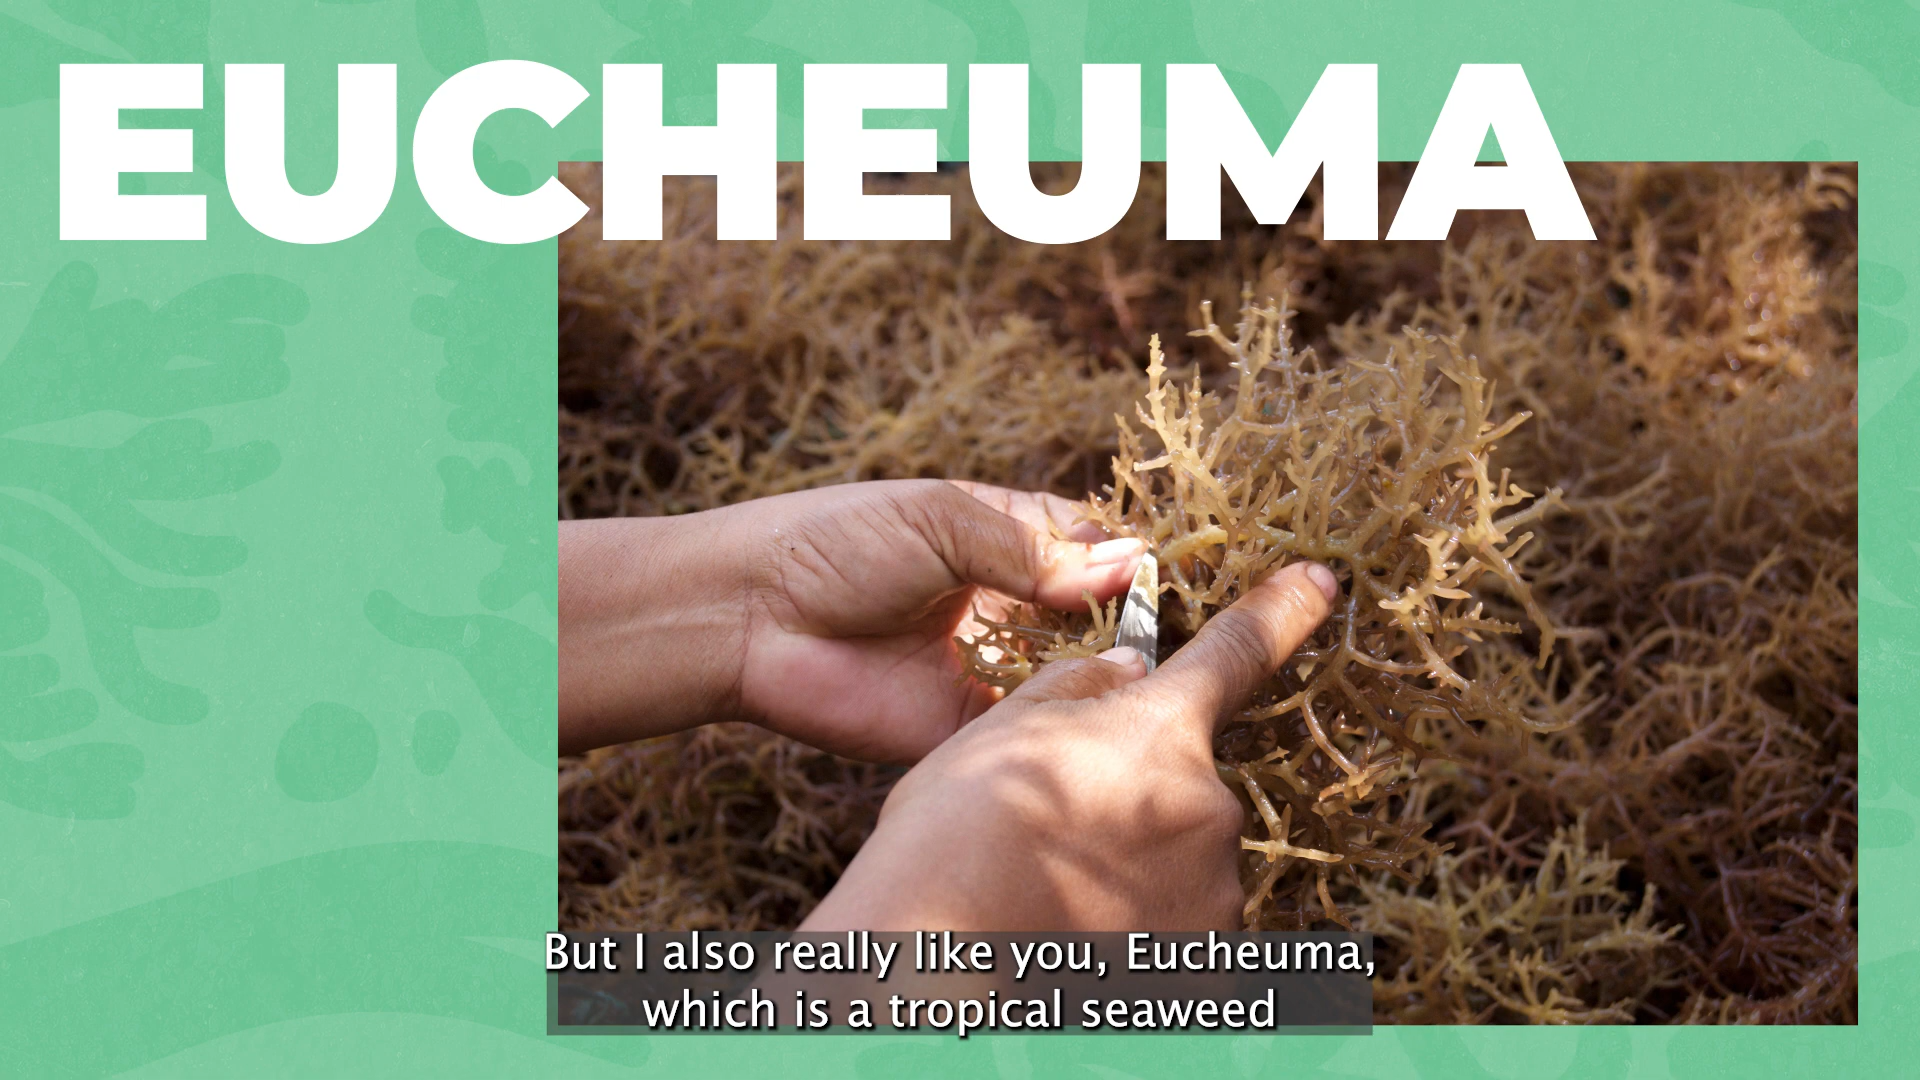 EUCHEUMA
But I also really like you, Eucheuma,
which is a tropical seaweed